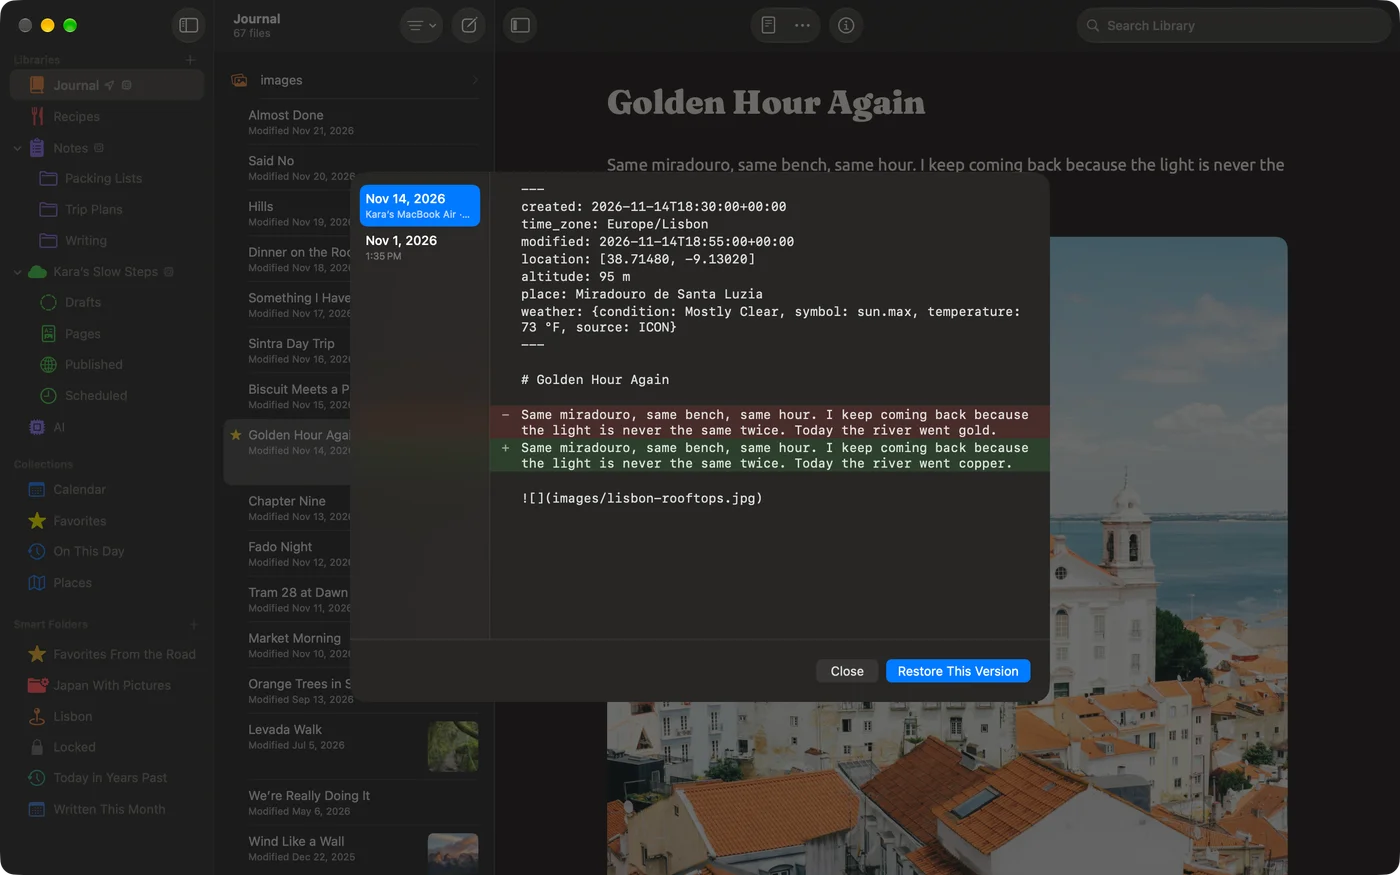 Journal
67 files
Search Library
Libraries
Journal
Recipes
Notes
Packing Lists
Trip Plans
Writing
Kara's Slow Steps
Drafts
Pages
Published
Scheduled
AI
Collections
Calendar
Favorites
On This Day
Places
Smart Folders
Favorites From the Road
Japan With Pictures
Lisbon
Locked
Today in Years Past
Written This Month
images
Almost Done
Modified Nov 21, 2026
Said No
Modified Nov 20, 2026
Hills
Modified Nov 19, 2026
Dinner on the Roo
Modified Nov 18, 2026
Something I Have
Modified Nov 17, 2026
Sintra Day Trip
Modified Nov 16, 2026
Biscuit Meets a P
Modified Nov 15, 2026
Golden Hour Agai
Modified Nov 14, 2026
Chapter Nine
Modified Nov 13, 2026
Fado Night
Modified Nov 12, 2026
Tram 28 at Dawn
Modified Nov 11, 2026
Market Morning
Modified Nov 10, 2026
Orange Trees in S
Modified Sep 13, 2026
Levada Walk
Modified Jul 5, 2026
We're Really Doing It
Modified May 6, 2026
Wind Like a Wall
Modified Dec 22, 2025
Golden Hour Again
Same miradouro, same bench, same hour. I keep coming back because the light is never the
Nov 14, 2026
Kara's MacBook Air ·...
Nov 1, 2026
1:35 PM
---
created: 2026-11-14T18:30:00+00:00
time_zone: Europe/Lisbon
modified: 2026-11-14T18:55:00+00:00
location: [38.71480, -9.13020]
altitude: 95 m
place: Miradouro de Santa Luzia
weather: {condition: Mostly Clear, symbol: sun.max, temperature:
73 °F, source: ICON}
---
# Golden Hour Again
- Same miradouro, same bench, same hour. I keep coming back because
the light is never the same twice. Today the river went gold.
+ Same miradouro, same bench, same hour. I keep coming back because
the light is never the same twice. Today the river went copper.
![](images/lisbon-rooftops.jpg)
Close
Restore This Version